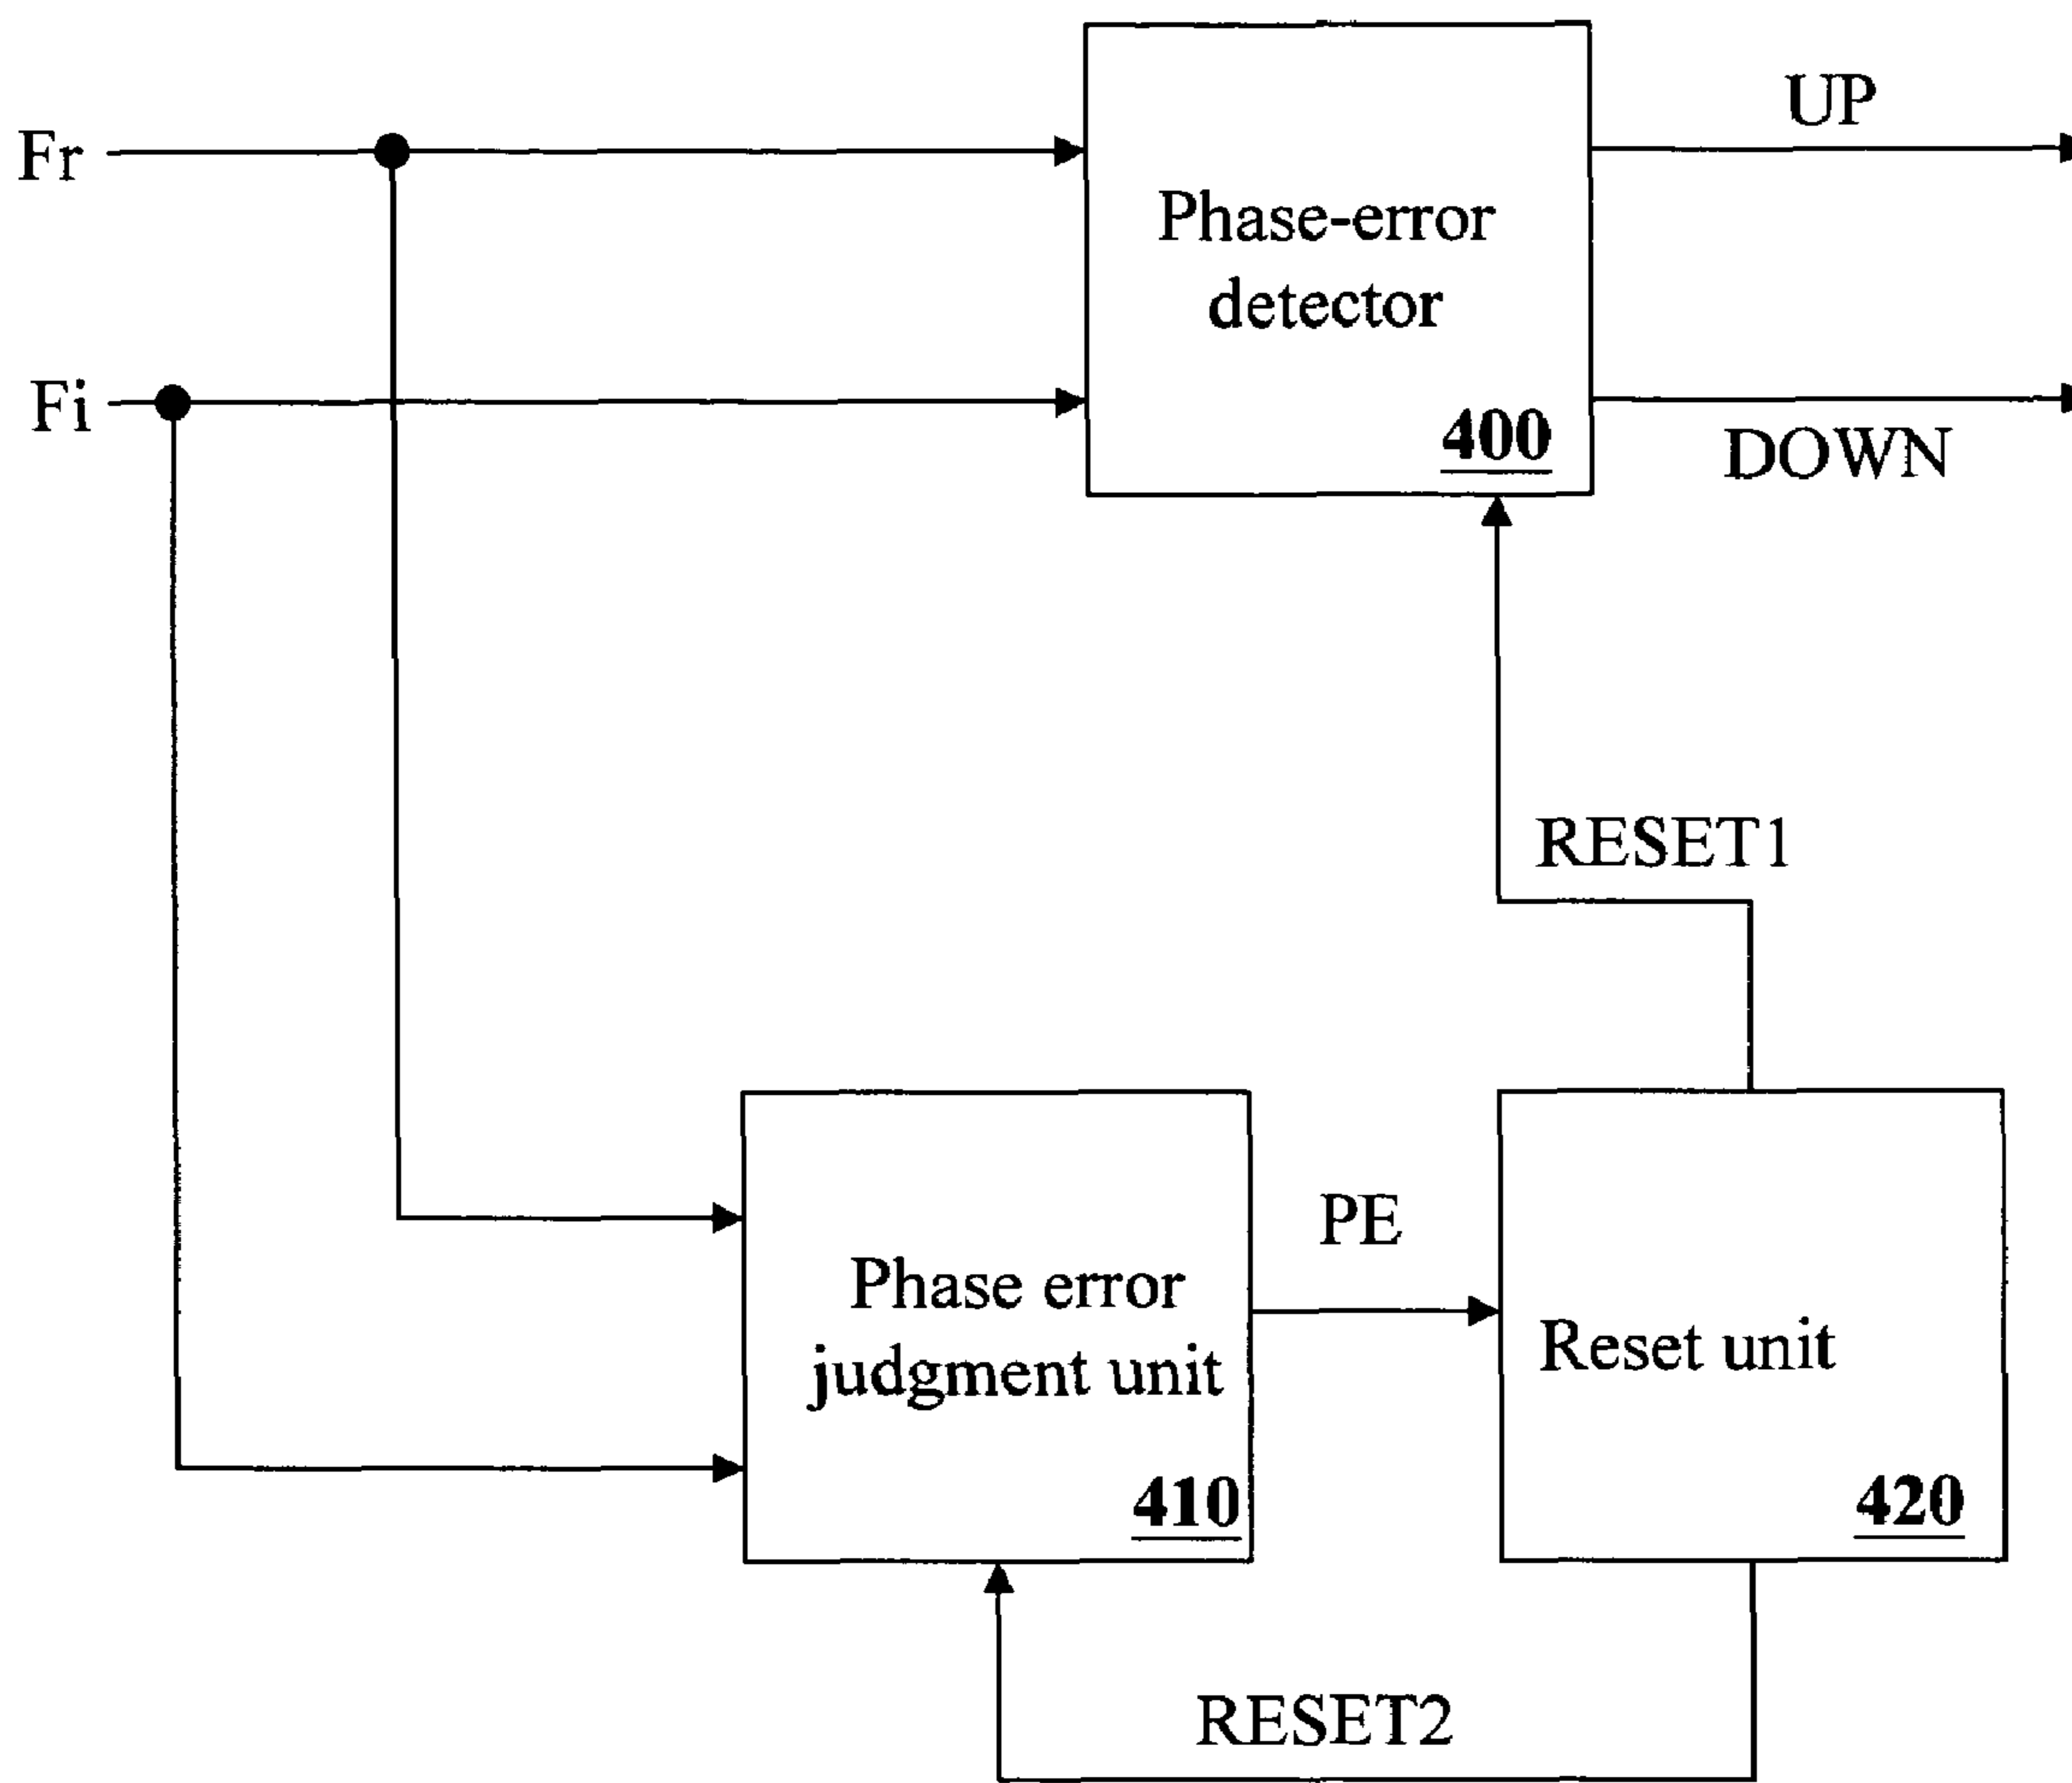 UP
Fr
Phase-error
detector
Fi
400
DOWN
RESET1
PE
Phase error
judgment unit
Reset unit
410
420
RESET2